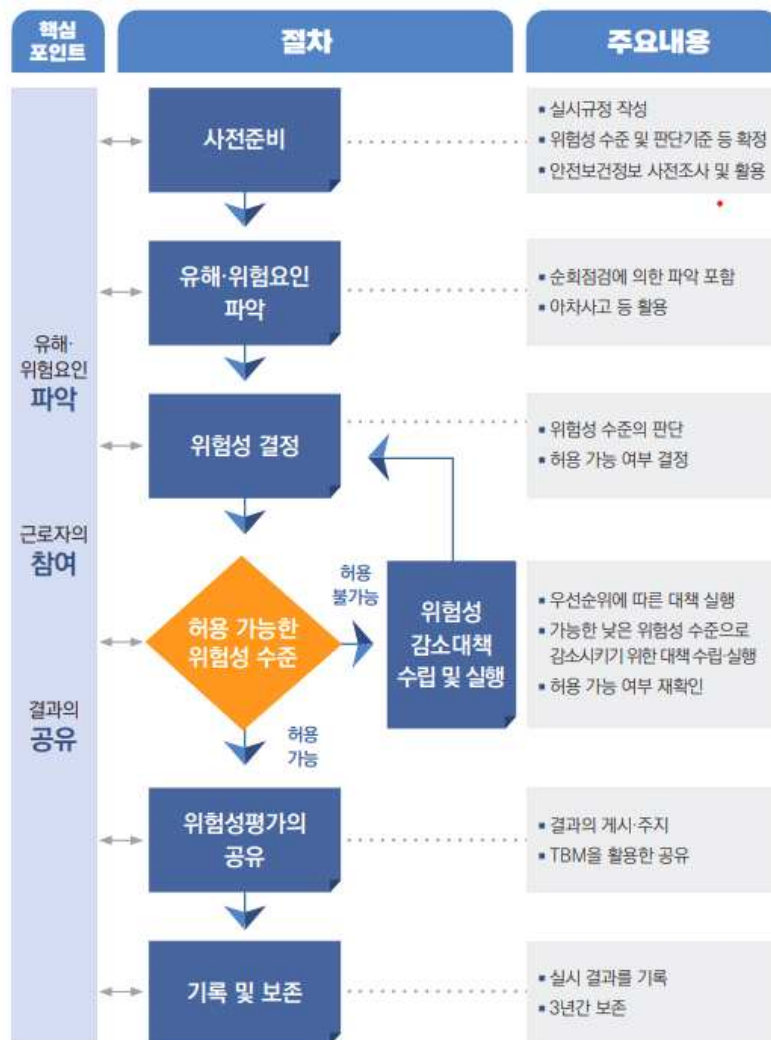 핵심
포인트
절차
주요내용
유해·
위험요인
파악
근로자의
참여
결과의
공유
사전준비
▪ 실시규정 작성
▪ 위험성 수준 및 판단기준 등 확정
▪ 안전보건정보 사전조사 및 활용
유해·위험요인
파악
▪ 순회점검에 의한 파악 포함
▪ 아차사고 등 활용
위험성 결정
▪ 위험성 수준의 판단
▪ 허용 가능 여부 결정
허용 가능한
위험성 수준
허용
불가능
위험성
감소대책
수립 및 실행
▪ 우선순위에 따른 대책 실행
▪ 가능한 낮은 위험성 수준으로
감소시키기 위한 대책 수립·실행
▪ 허용 가능 여부 재확인
허용
가능
위험성평가의
공유
▪ 결과의 게시·주지
▪ TBM을 활용한 공유
기록 및 보존
▪ 실시 결과를 기록
▪ 3년간 보존